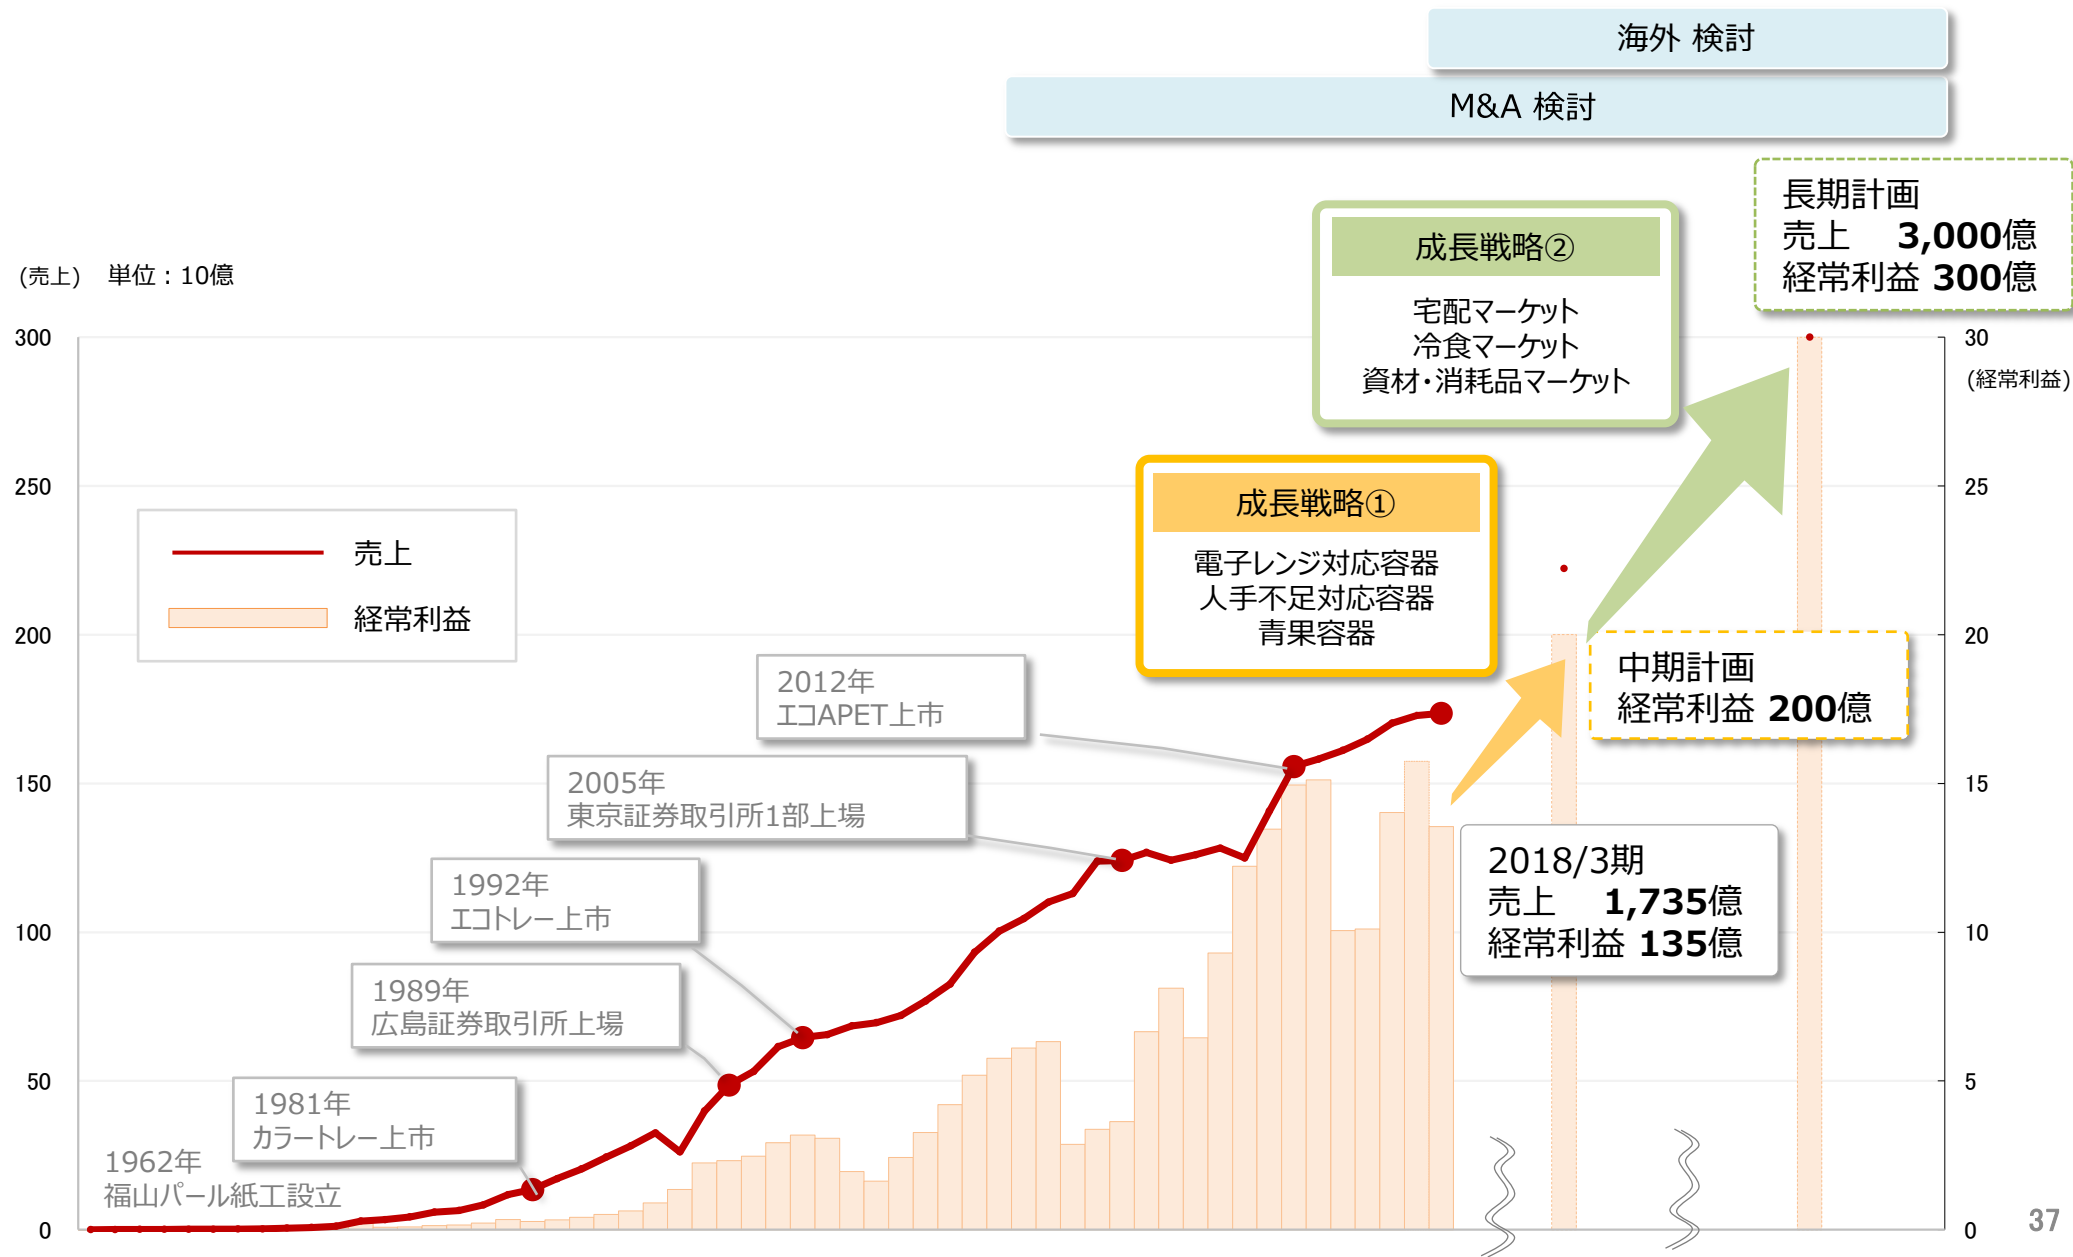 海外 検討
M&A 検討
長期計画
売上 3,000億
経常利益 300億
成長戦略②
宅配マーケット
冷食マーケット
資材・消耗品マーケット
(売上) 単位：10億
300
250
200
150
100
50
0
30
(経常利益)
25
20
15
10
5
0
売上
経常利益
成長戦略①
電子レンジ対応容器
人手不足対応容器
青果容器
中期計画
経常利益 200億
2012年
エコAPET上市
2005年
東京証券取引所1部上場
1992年
エコトレー上市
1989年
広島証券取引所上場
1981年
カラートレー上市
1962年
福山パール紙工設立
2018/3期
売上 1,735億
経常利益 135億
37